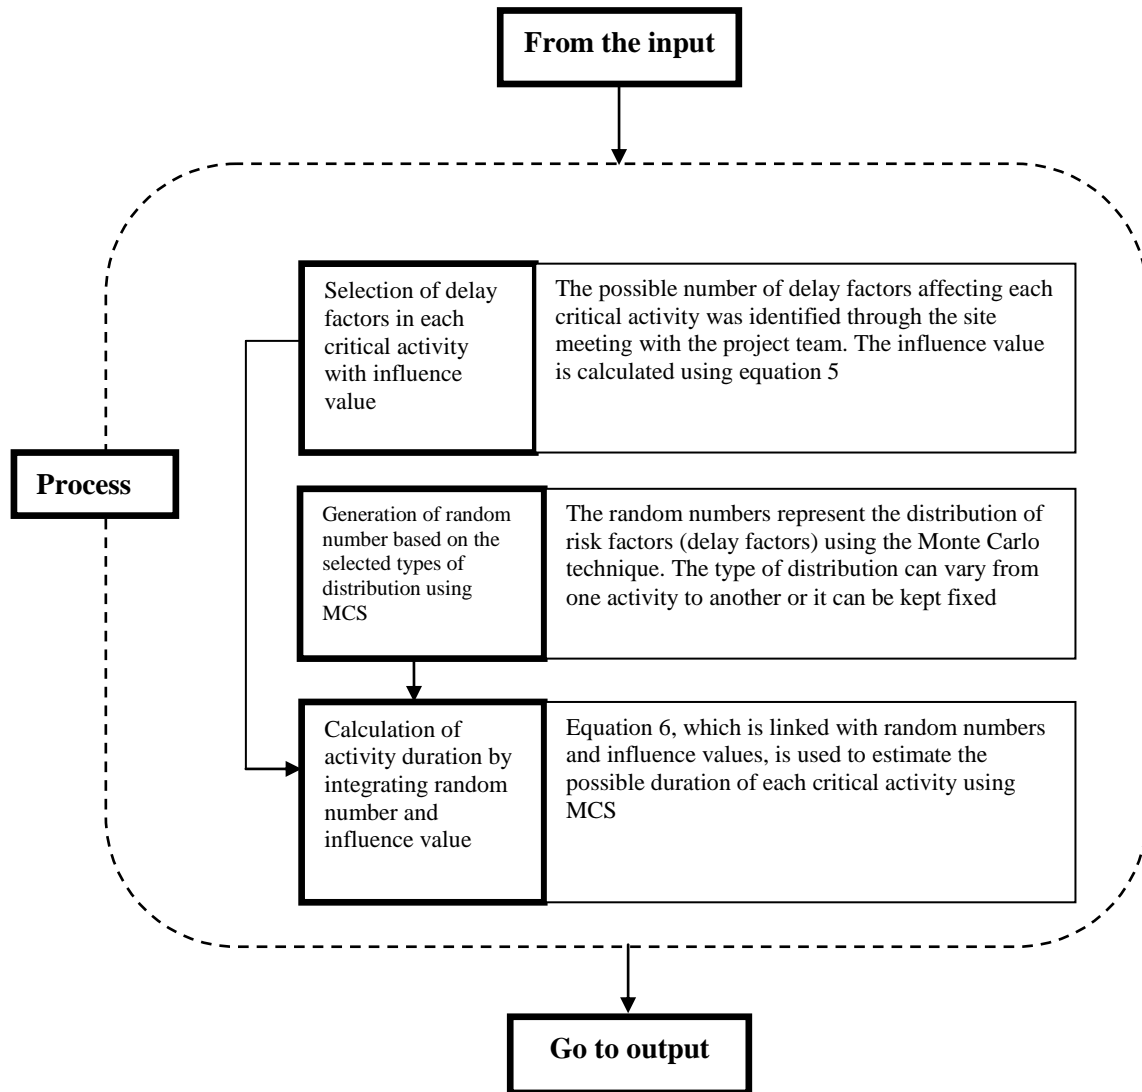 From the input
Selection of delay
factors in each
critical activity
with influence
value
The possible number of delay factors affecting each
critical activity was identified through the site
meeting with the project team. The influence value
is calculated using equation 5
Process
Generation of random
number based on the
selected types of
distribution using
MCS
The random numbers represent the distribution of
risk factors (delay factors) using the Monte Carlo
technique. The type of distribution can vary from
one activity to another or it can be kept fixed
Calculation of
activity duration by
integrating random
number and
influence value
Equation 6, which is linked with random numbers
and influence values, is used to estimate the
possible duration of each critical activity using
MCS
Go to output